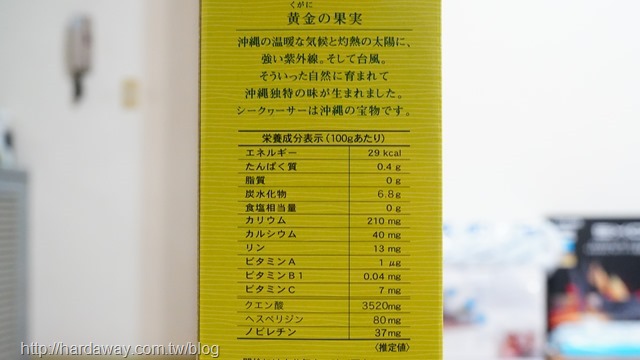 くがに
黄金の果実
沖縄の温暖な気候と灼熱の太陽に、
強い紫外線。そして台風。
そういった自然に育まれて
沖縄独特の味が生まれました。
シークヮーサーは沖縄の宝物です。
栄養成分表示（100gあたり）
エネルギー 29 kcal
たんぱく質 0.4 g
脂質 0 g
炭水化物 6.8 g
食塩相当量 0 g
カリウム 210 mg
カルシウム 40 mg
リン 13 mg
ビタミンA 1 μg
ビタミンB1 0.04 mg
ビタミンC 7 mg
クエン酸 3520mg
ヘスペリジン 80mg
ノビレチン 37mg
〈推定値〉
http://hardaway.com.tw/blog